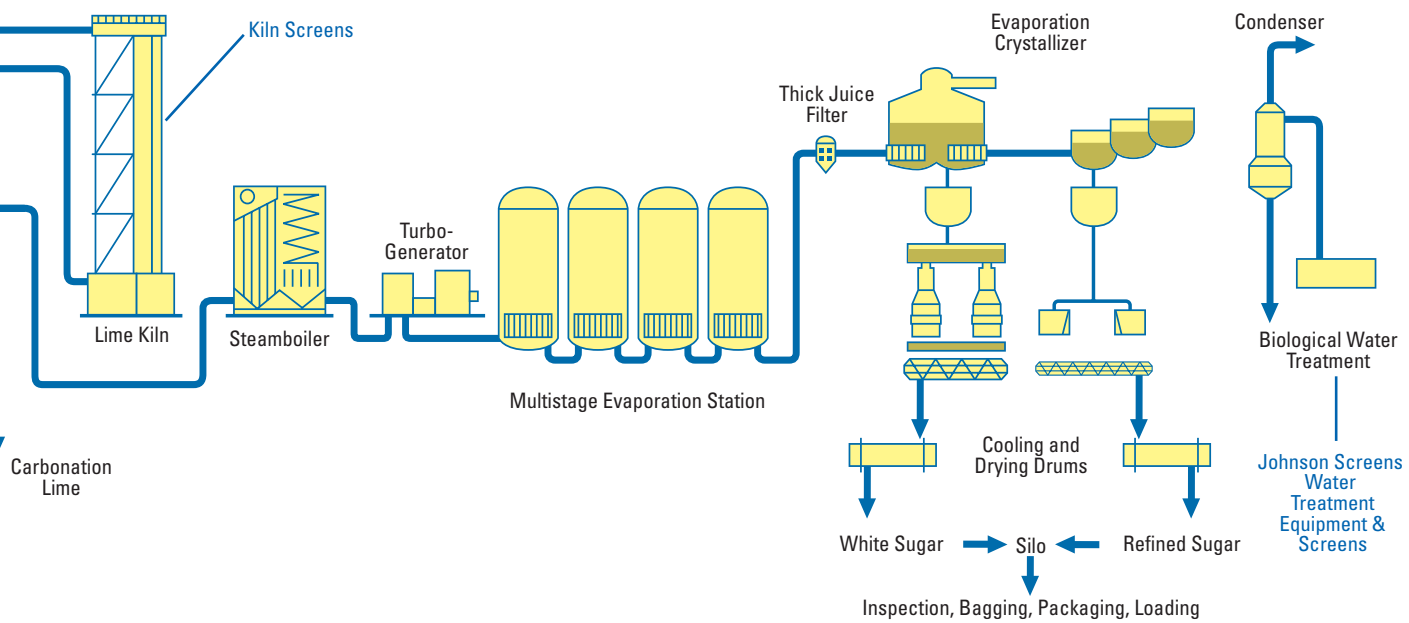 Kiln Screens
Evaporation
Crystallizer
Condenser
Thick Juice
Filter
Turbo-
Generator
Lime Kiln
Steamboiler
Biological Water
Treatment
Multistage Evaporation Station
Carbonation
Lime
Cooling and
Drying Drums
Johnson Screens
Water
Treatment
Equipment &
Screens
White Sugar
Silo
Refined Sugar
Inspection, Bagging, Packaging, Loading